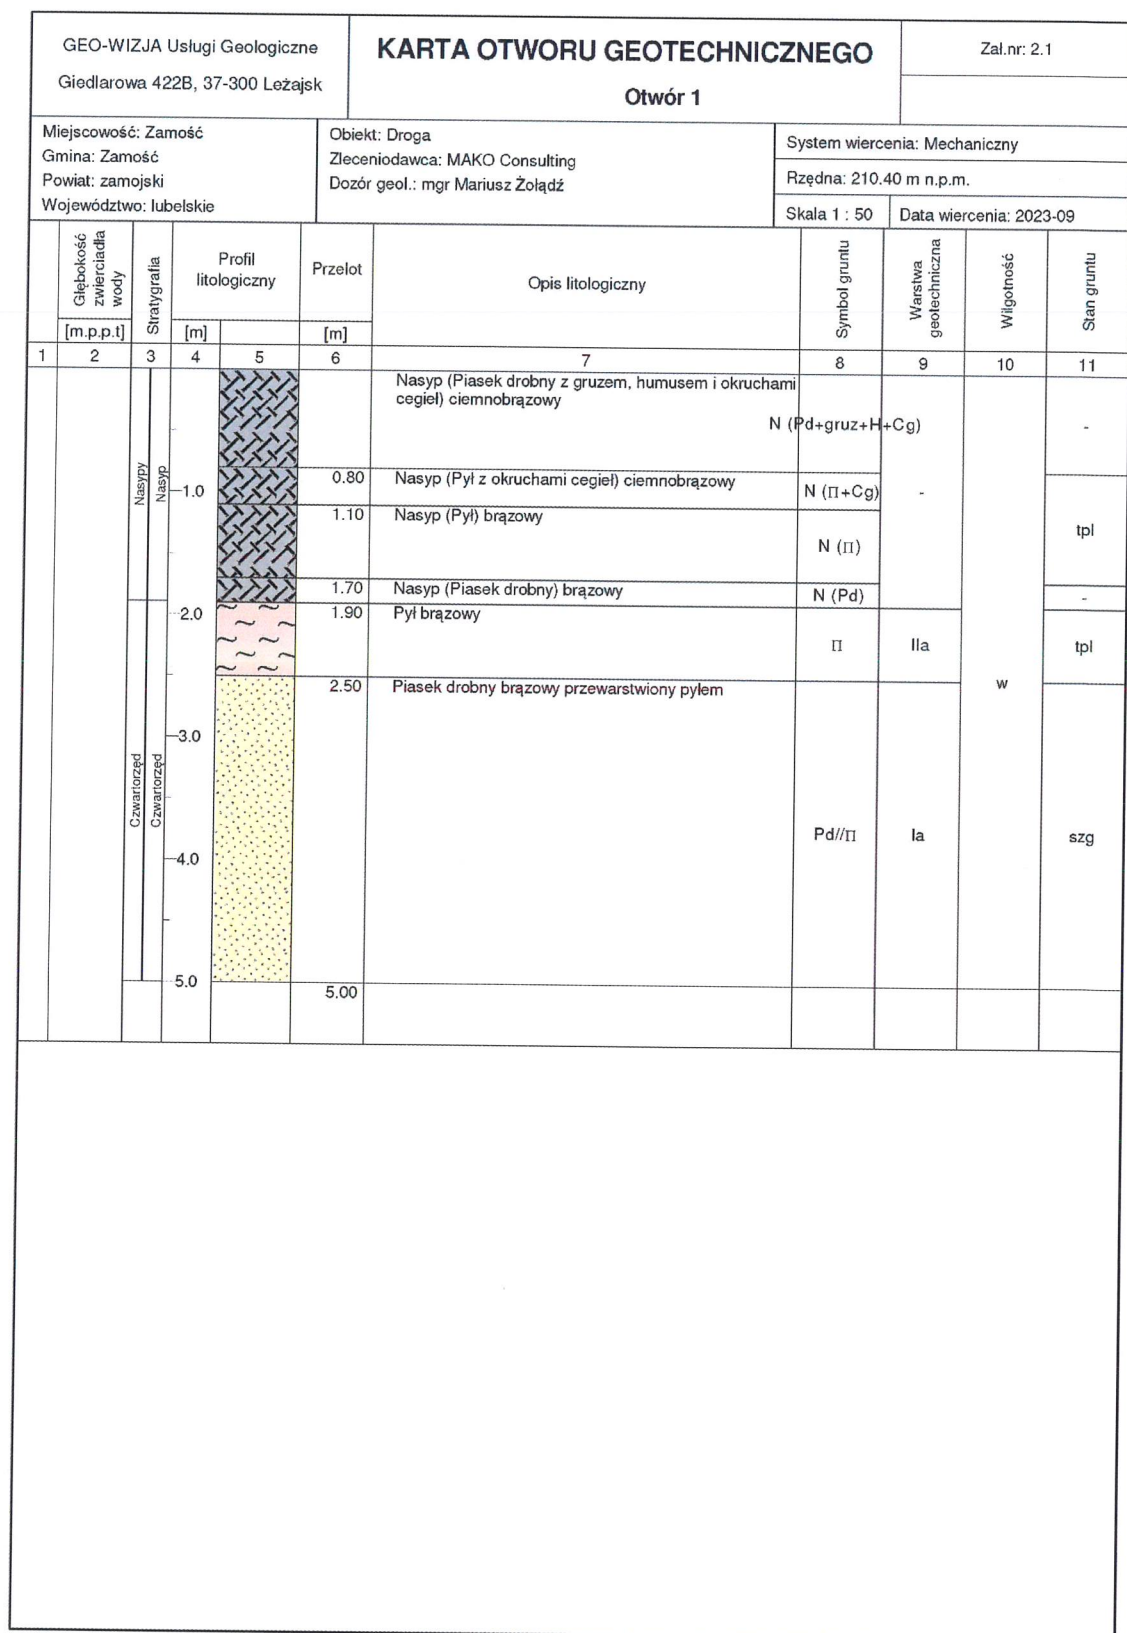 GEO-WIZJA Usługi Geologiczne
Giedlarowa 422B, 37-300 Leżajsk
KARTA OTWORU GEOTECHNICZNEGO
Otwór 1
Zał.nr: 2.1
Miejscowość: Zamość
Gmina: Zamość
Powiat: zamojski
Województwo: lubelskie
Obiekt: Droga
Zleceniodawca: MAKO Consulting
Dozór geol.: mgr Mariusz Żołądź
System wiercenia: Mechaniczny
Rzędna: 210.40 m n.p.m.
Skala 1 : 50 Data wiercenia: 2023-09
Głębokość
zwierciadła
wody
[m.p.p.t]
Stratygrafia
Profil
litologiczny
[m]
Przelot
[m]
Opis litologiczny
Symbol gruntu
Warstwa
geotechniczna
Wilgotność
Stan gruntu
1 2 3 4 5 6 7 8 9 10 11
Nasyp (Piasek drobny z gruzem, humusem i okruchami
cegieł) ciemnobrązowy
N (Pd+gruz+H+Cg) -
Nasypy
Nasyp
1.0
0.80 Nasyp (Pył z okruchami cegieł) ciemnobrązowy N (Π+Cg) -
1.10 Nasyp (Pył) brązowy N (Π) tpl
1.70 Nasyp (Piasek drobny) brązowy N (Pd) -
2.0
1.90 Pył brązowy Π IIa tpl
2.50 Piasek drobny brązowy przewarstwiony pyłem w
3.0
Czwartorzęd
Czwartorzęd
Pd//Π Ia szg
4.0
5.0
5.00